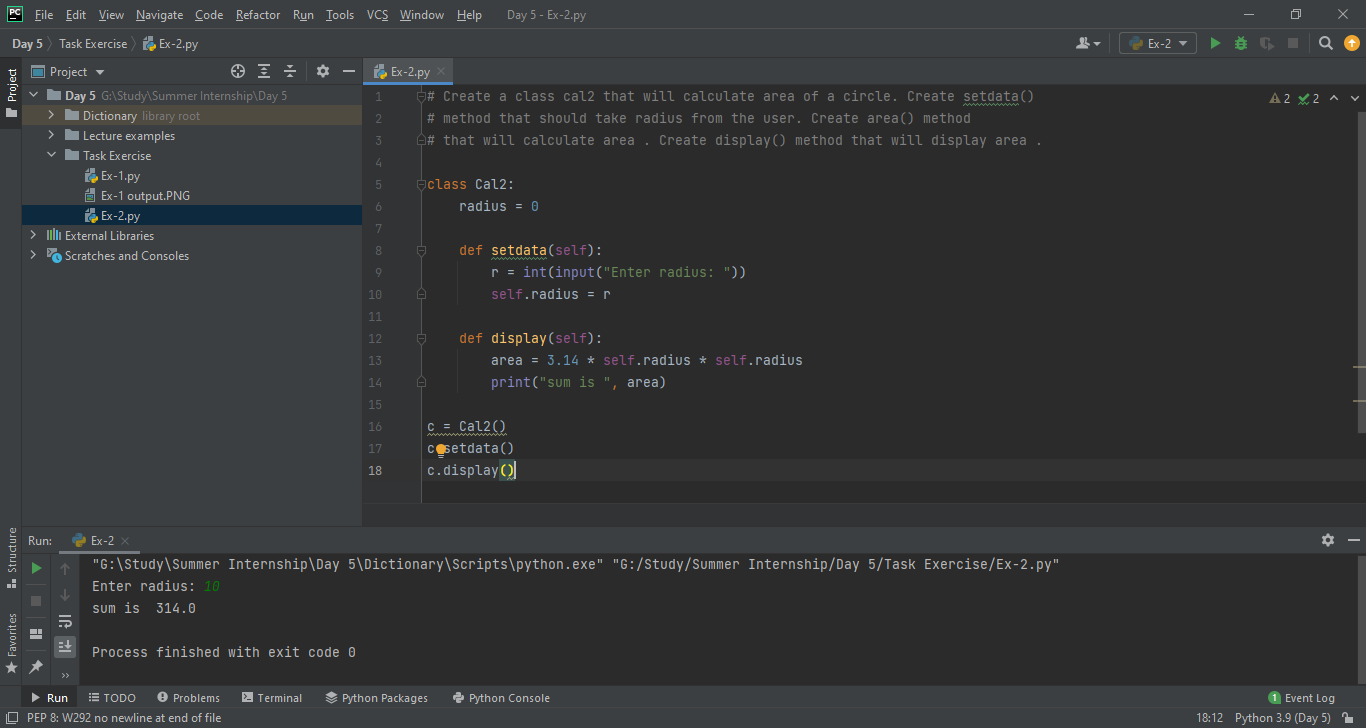 PC File Edit View Navigate Code Refactor Run Tools VCS Window Help Day 5 - Ex-2.py
Day 5 Task Exercise Ex-2.py Ex-2
Project
Project
Day 5 G:\Study\Summer Internship\Day 5
Dictionary library root
Lecture examples
Task Exercise
Ex-1.py
Ex-1 output.PNG
Ex-2.py
External Libraries
Scratches and Consoles
Ex-2.py
2 2
1 # Create a class cal2 that will calculate area of a circle. Create setdata()
2 # method that should take radius from the user. Create area() method
3 # that will calculate area . Create display() method that will display area .
4
5 class Cal2:
6 radius = 0
7
8 def setdata(self):
9 r = int(input("Enter radius: "))
10 self.radius = r
11
12 def display(self):
13 area = 3.14 * self.radius * self.radius
14 print("sum is ", area)
15
16 c = Cal2()
17 c setdata()
18 c.display()
Structure
Favorites
Run: Ex-2
"G:\Study\Summer Internship\Day 5\Dictionary\Scripts\python.exe" "G:/Study/Summer Internship/Day 5/Task Exercise/Ex-2.py"
Enter radius: 10
sum is  314.0
Process finished with exit code 0
Run TODO Problems Terminal Python Packages Python Console 1 Event Log
PEP 8: W292 no newline at end of file 18:12 Python 3.9 (Day 5)